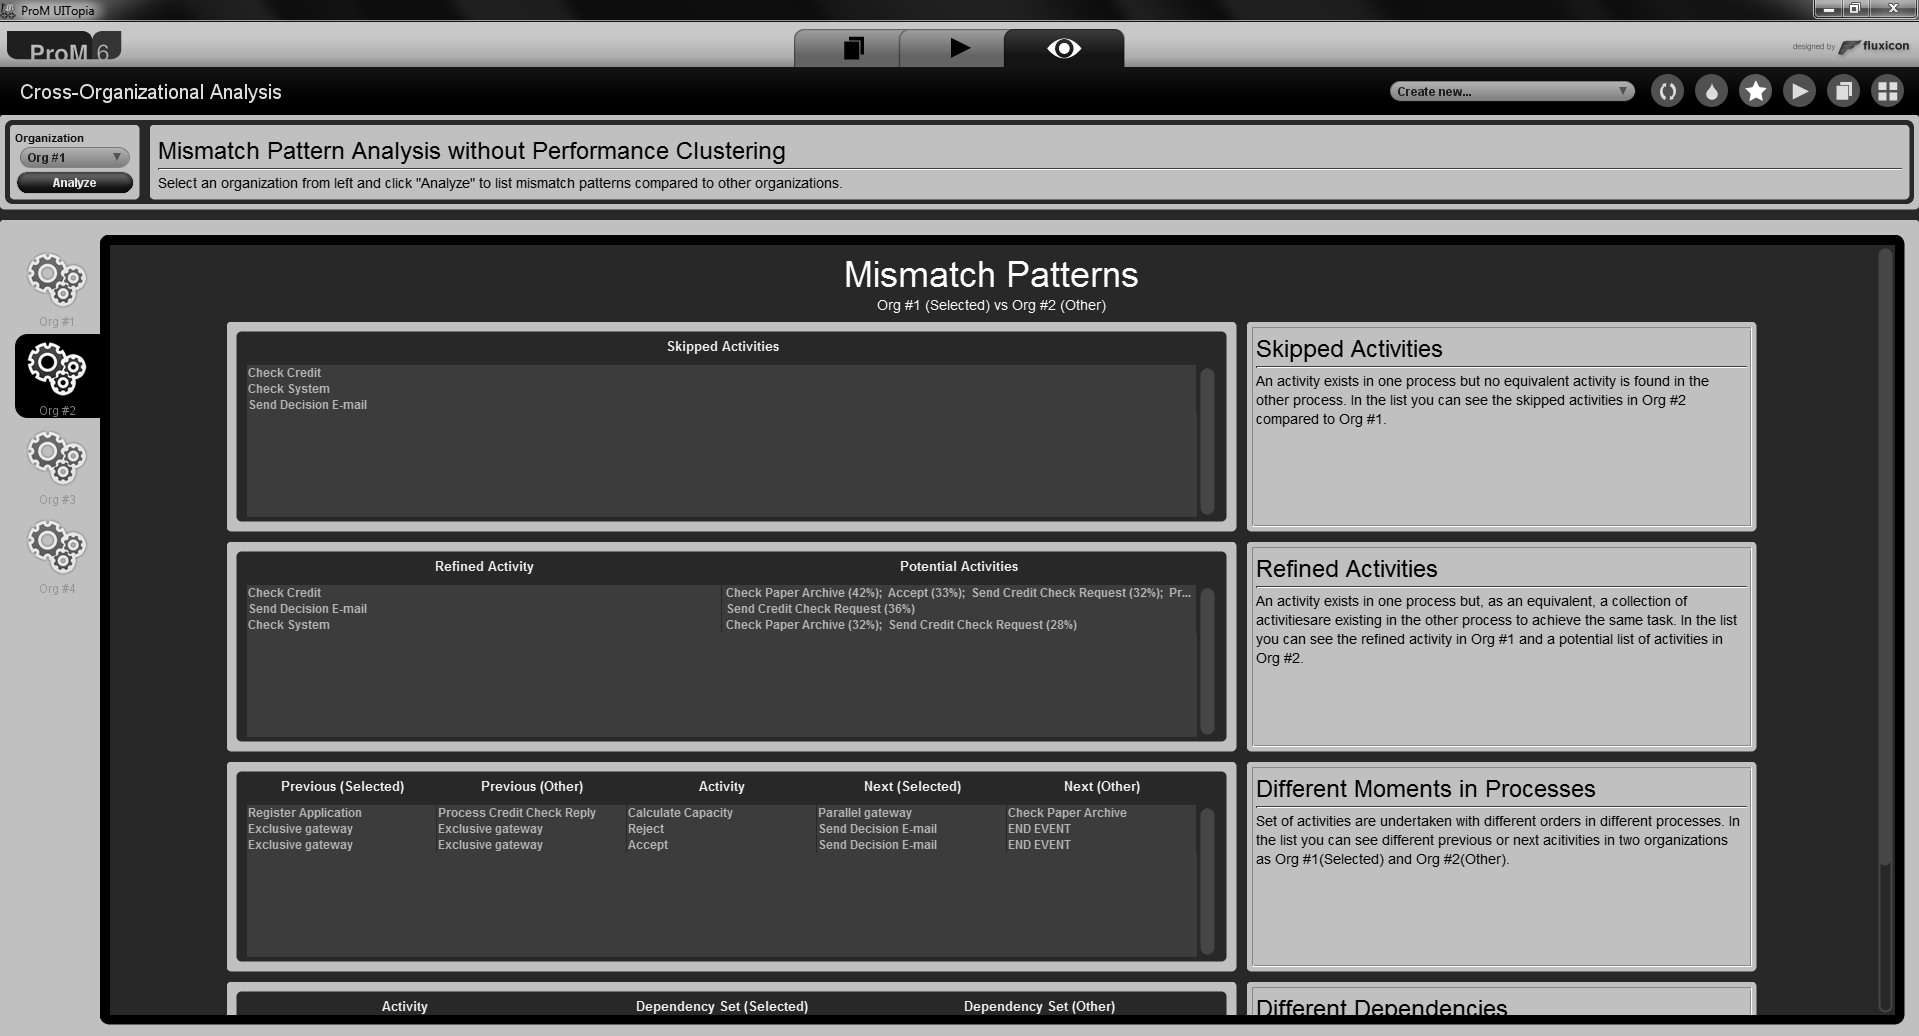 ProM UITopia
ProM 6
designed by fluxicon
Cross-Organizational Analysis
Create new...
Organization
Org #1
Analyze
Mismatch Pattern Analysis without Performance Clustering
Select an organization from left and click "Analyze" to list mismatch patterns compared to other organizations.
Org #1
Org #2
Org #3
Org #4
Mismatch Patterns
Org #1 (Selected) vs Org #2 (Other)
Skipped Activities
Check Credit
Check System
Send Decision E-mail
Skipped Activities
An activity exists in one process but no equivalent activity is found in the
other process. In the list you can see the skipped activities in Org #2
compared to Org #1.
Refined Activity Potential Activities
Check Credit Check Paper Archive (42%); Accept (33%); Send Credit Check Request (32%); Pr...
Send Decision E-mail Send Credit Check Request (36%)
Check System Check Paper Archive (32%); Send Credit Check Request (28%)
Refined Activities
An activity exists in one process but, as an equivalent, a collection of
activitiesare existing in the other process to achieve the same task. In the list
you can see the refined activity in Org #1 and a potential list of activities in
Org #2.
Previous (Selected) Previous (Other) Activity Next (Selected) Next (Other)
Register Application Process Credit Check Reply Calculate Capacity Parallel gateway Check Paper Archive
Exclusive gateway Exclusive gateway Reject Send Decision E-mail END EVENT
Exclusive gateway Exclusive gateway Accept Send Decision E-mail END EVENT
Different Moments in Processes
Set of activities are undertaken with different orders in different processes. In
the list you can see different previous or next acitivities in two organizations
as Org #1(Selected) and Org #2(Other).
Activity Dependency Set (Selected) Dependency Set (Other)
Different Dependencies